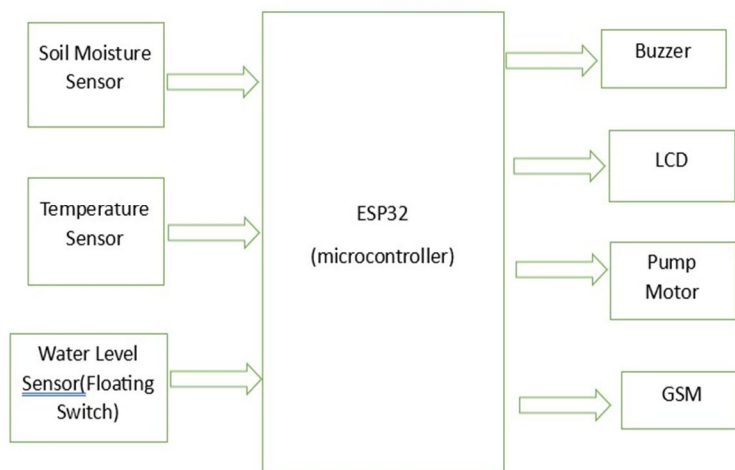 Soil Moisture
Sensor
Temperature
Sensor
Water Level
Sensor(Floating
Switch)
ESP32
(microcontroller)
Buzzer
LCD
Pump
Motor
GSM